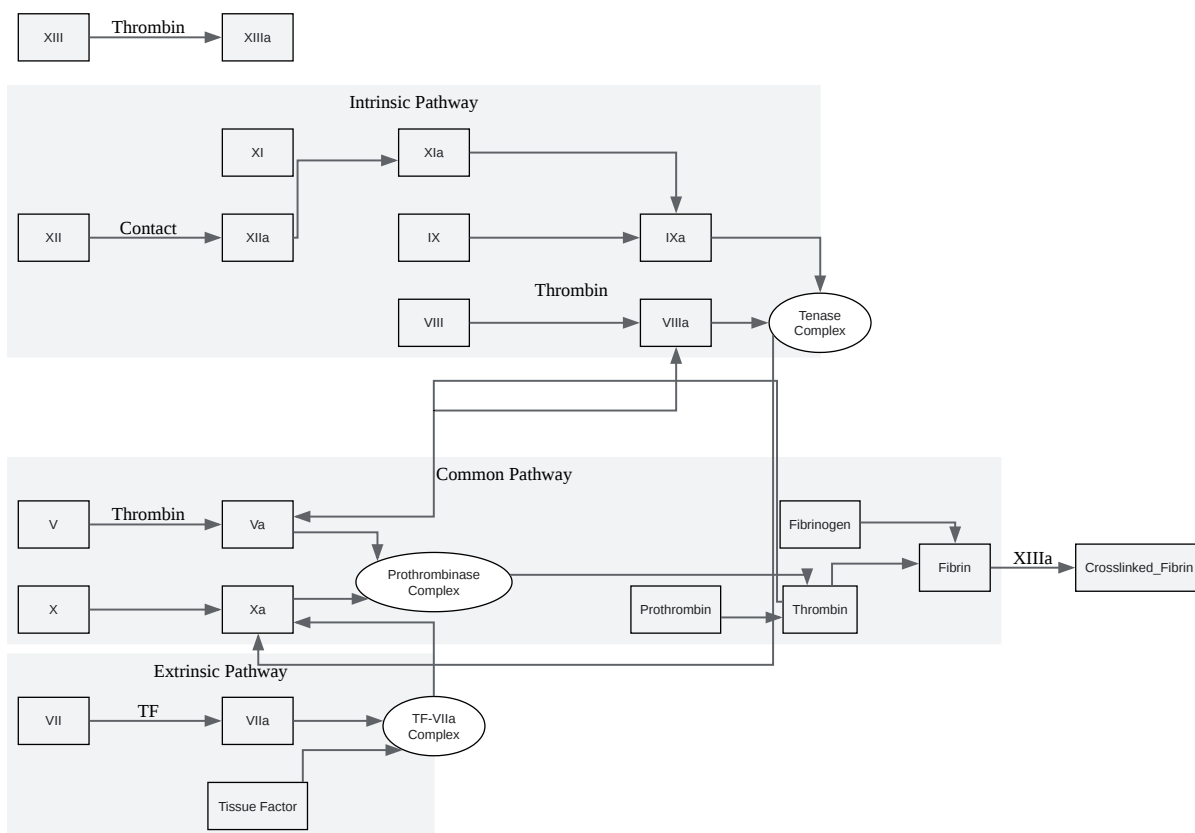 XIII
Thrombin
XIIIa
Intrinsic Pathway
XI
XIa
XII
Contact
XIIa
IX
IXa
Thrombin
VIII
VIIIa
Tenase
Complex
Common Pathway
V
Thrombin
Va
Fibrinogen
Prothrombinase
Complex
Fibrin
XIIIa
Crosslinked_Fibrin
X
Xa
Prothrombin
Thrombin
Extrinsic Pathway
VII
TF
VIIa
TF-VIIa
Complex
Tissue Factor